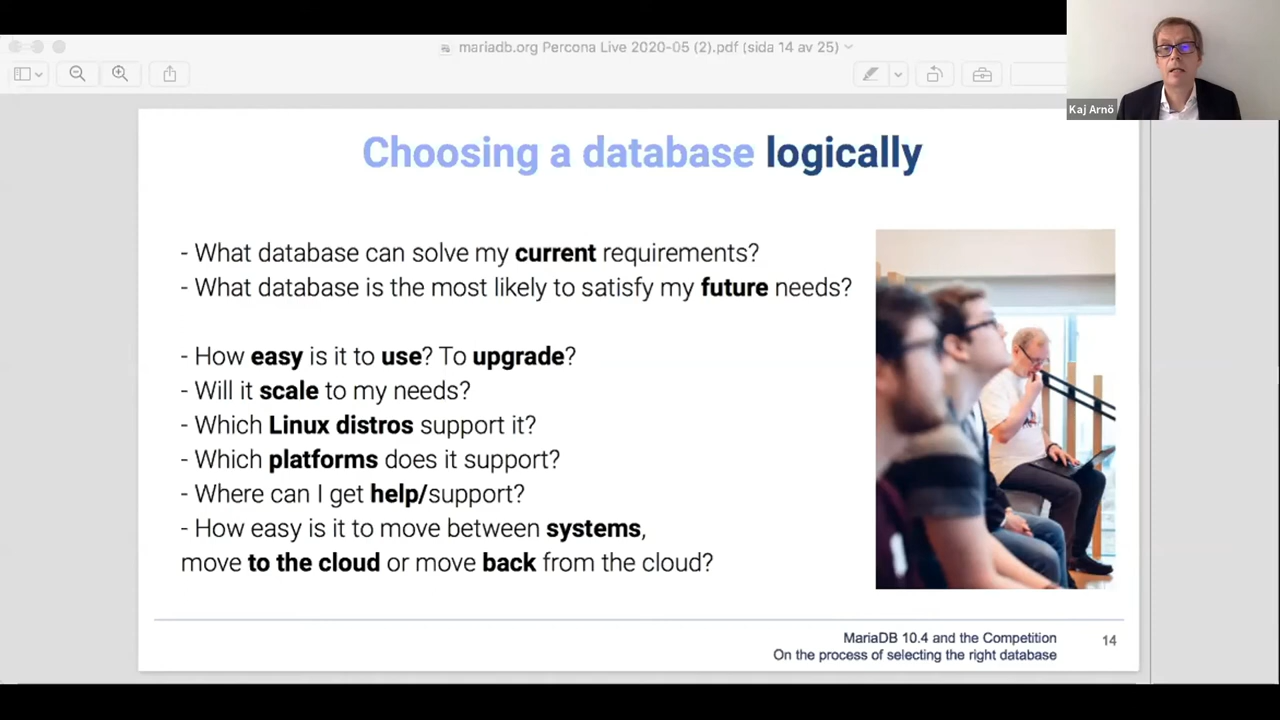 mariadb.org Percona Live 2020-05 (2).pdf (sida 14 av 25)
Kaj Arnö
Choosing a database logically
- What database can solve my current requirements?
- What database is the most likely to satisfy my future needs?
- How easy is it to use? To upgrade?
- Will it scale to my needs?
- Which Linux distros support it?
- Which platforms does it support?
- Where can I get help/support?
- How easy is it to move between systems,
move to the cloud or move back from the cloud?
MariaDB 10.4 and the Competition
On the process of selecting the right database
14